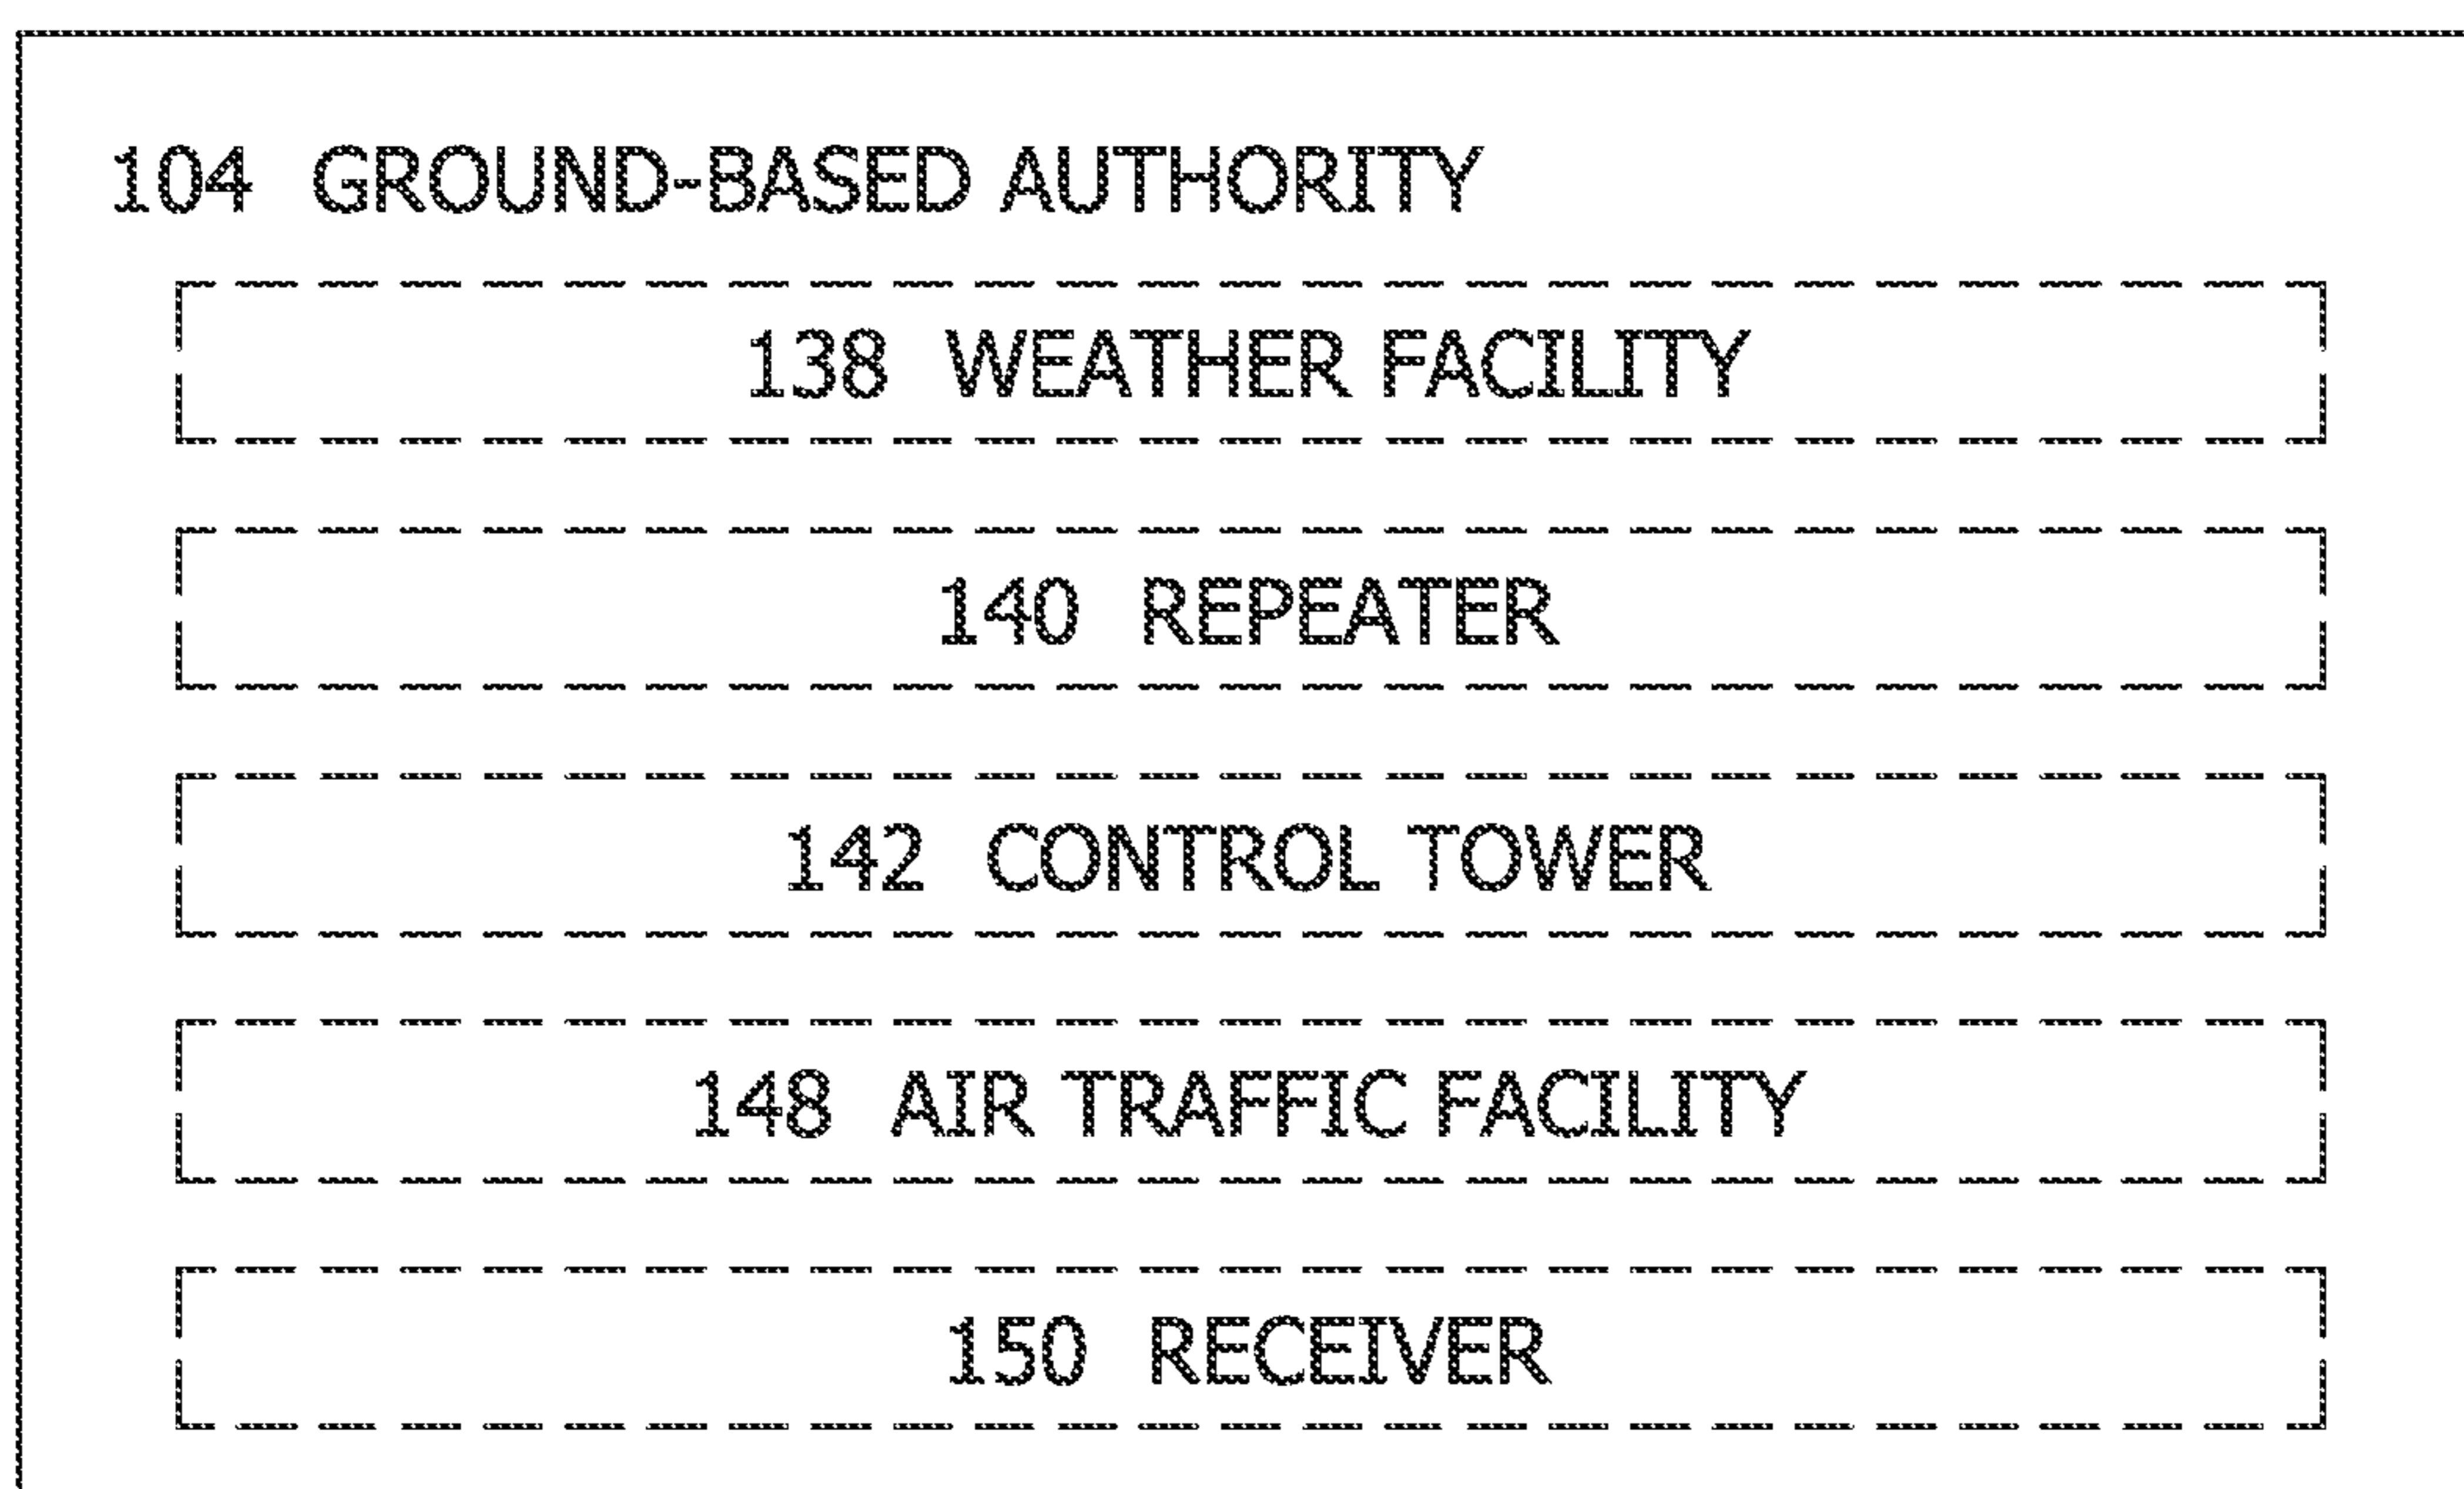 104 GROUND-BASED AUTHORITY
138 WEATHER FACILITY
140 REPEATER
142 CONTROL TOWER
148 AIR TRAFFIC FACILITY
150 RECEIVER